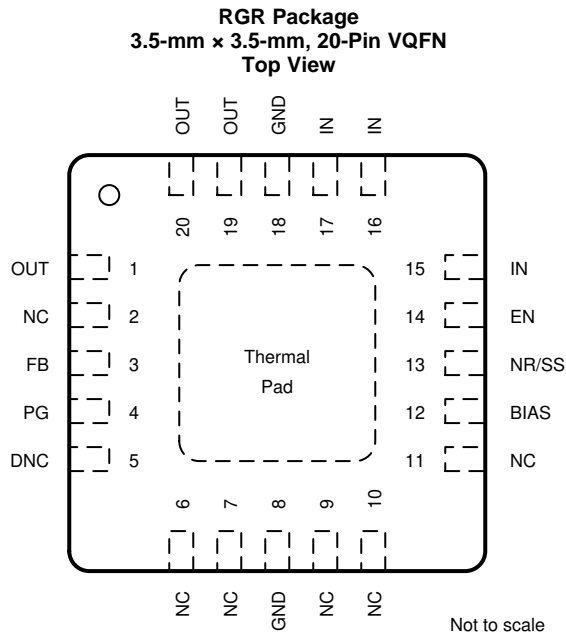 RGR Package
3.5-mm × 3.5-mm, 20-Pin VQFN
Top View
OUT OUT GND IN IN
20 19 18 17 16
OUT 1 15 IN
NC 2 14 EN
FB 3 13 NR/SS
Thermal
Pad
PG 4 12 BIAS
DNC 5 11 NC
6 7 8 9 10
NC NC GND NC NC
Not to scale